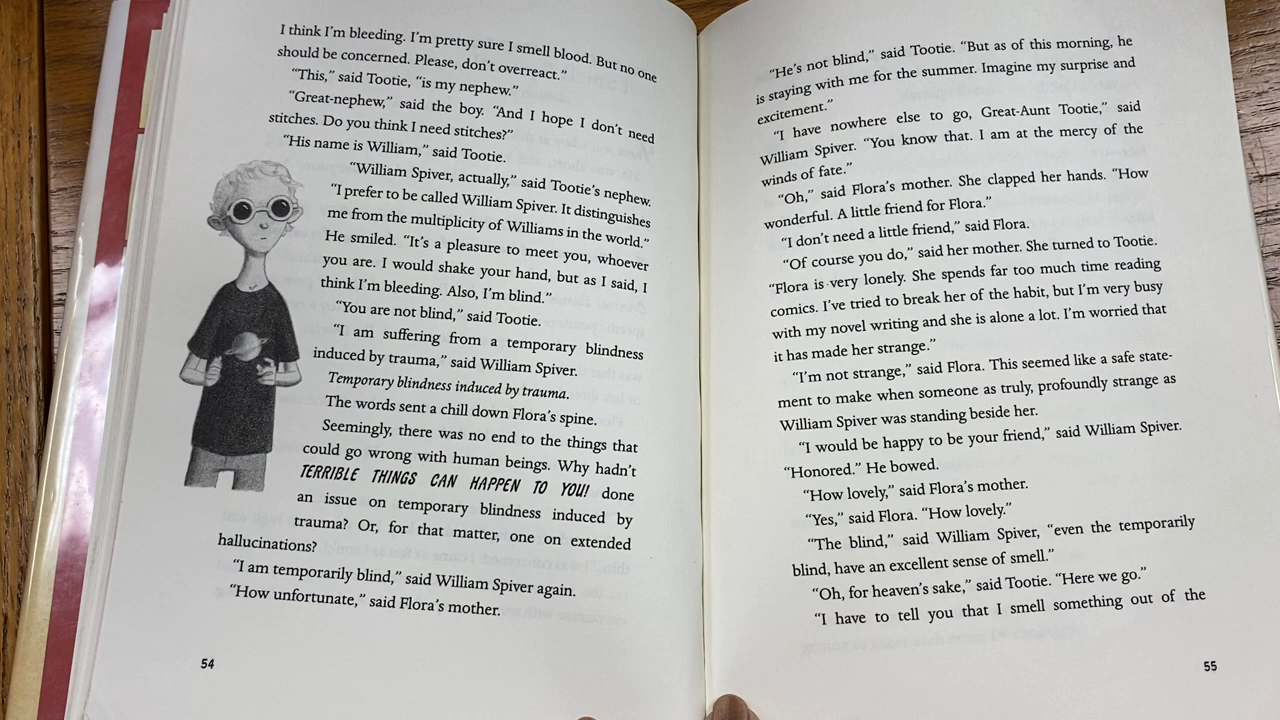 I think I'm bleeding. I'm pretty sure I smell blood. But no one
should be concerned. Please, don't overreact."
"This," said Tootie, "is my nephew."
"Great-nephew," said the boy. "And I hope I don't need
stitches. Do you think I need stitches?"
"His name is William," said Tootie.
"William Spiver, actually," said Tootie's nephew.
"I prefer to be called William Spiver. It distinguishes
me from the multiplicity of Williams in the world."
He smiled. "It's a pleasure to meet you, whoever
you are. I would shake your hand, but as I said, I
think I'm bleeding. Also, I'm blind."
"You are not blind," said Tootie.
"I am suffering from a temporary blindness
induced by trauma," said William Spiver.
Temporary blindness induced by trauma.
The words sent a chill down Flora's spine.
Seemingly, there was no end to the things that
could go wrong with human beings. Why hadn't
TERRIBLE THINGS CAN HAPPEN TO YOU! done
an issue on temporary blindness induced by
trauma? Or, for that matter, one on extended
hallucinations?
"I am temporarily blind," said William Spiver again.
"How unfortunate," said Flora's mother.
54
"He's not blind," said Tootie. "But as of this morning, he
is staying with me for the summer. Imagine my surprise and
excitement."
"I have nowhere else to go, Great-Aunt Tootie," said
William Spiver. "You know that. I am at the mercy of the
winds of fate."
"Oh," said Flora's mother. She clapped her hands. "How
wonderful. A little friend for Flora."
"I don't need a little friend," said Flora.
"Of course you do," said her mother. She turned to Tootie.
"Flora is very lonely. She spends far too much time reading
comics. I've tried to break her of the habit, but I'm very busy
with my novel writing and she is alone a lot. I'm worried that
it has made her strange."
"I'm not strange," said Flora. This seemed like a safe state-
ment to make when someone as truly, profoundly strange as
William Spiver was standing beside her.
"I would be happy to be your friend," said William Spiver.
"Honored." He bowed.
"How lovely," said Flora's mother.
"Yes," said Flora. "How lovely."
"The blind," said William Spiver, "even the temporarily
blind, have an excellent sense of smell."
"Oh, for heaven's sake," said Tootie. "Here we go."
"I have to tell you that I smell something out of the
55